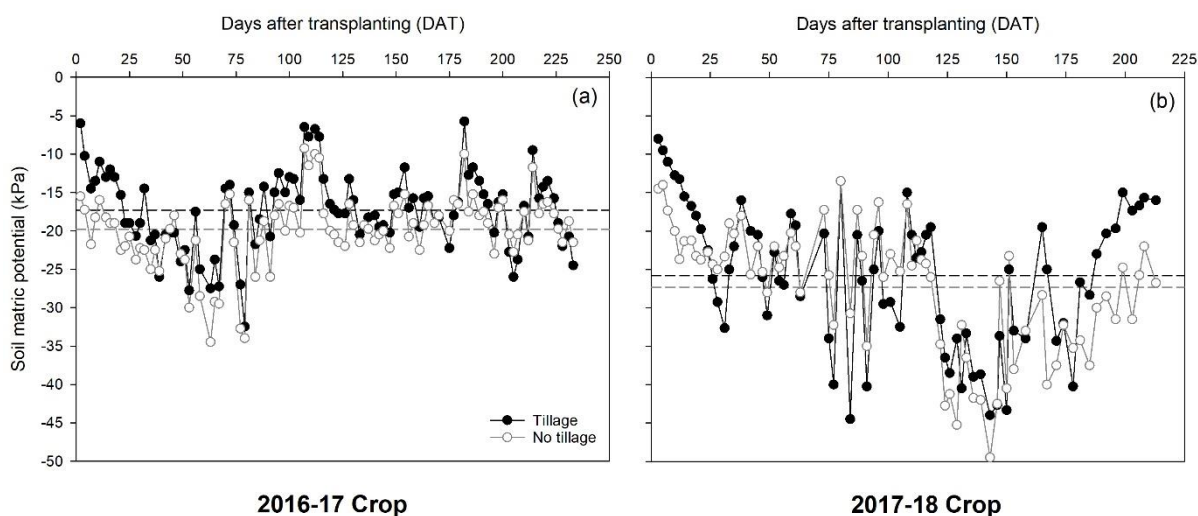 Days after transplanting (DAT)
0 25 50 75 100 125 150 175 200 225 250
Days after transplanting (DAT)
0 25 50 75 100 125 150 175 200 225
Soil matric potential (kPa)
0
-5
-10
-15
-20
-25
-30
-35
-40
-45
-50
(a)
(b)
Tillage
No tillage
2016-17 Crop
2017-18 Crop